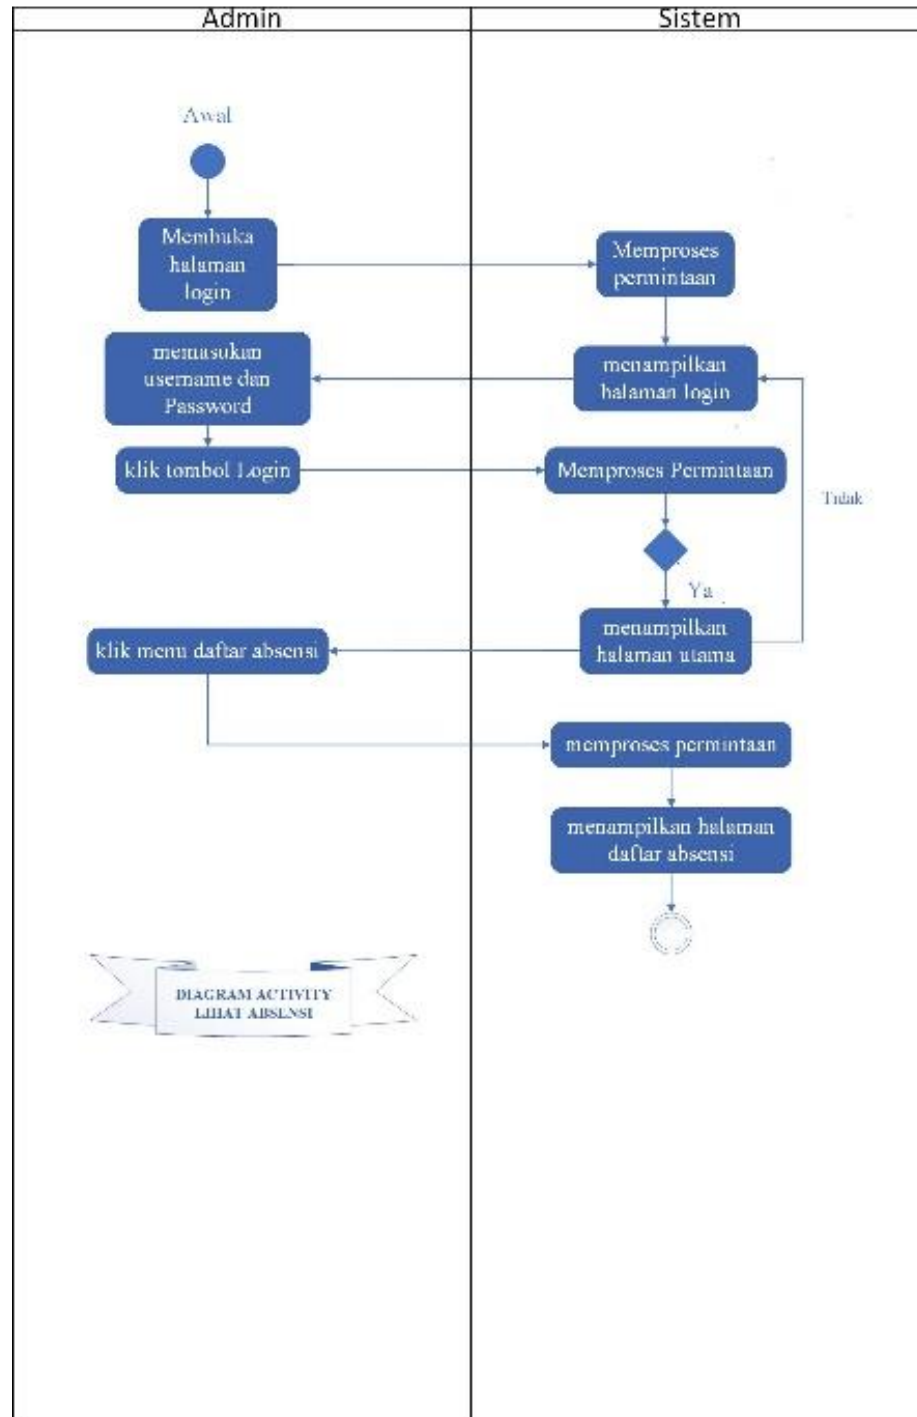 Admin
Sistem
Awal
Membuka
halaman
login
Memproses
permintaan
memasukan
username dan
Password
menampilkan
halaman login
klik tombol Login
Memproses Permintaan
Tidak
Ya
klik menu daftar absensi
menampilkan
halaman utama
memproses permintaan
menampilkan halaman
daftar absensi
DIAGRAM ACTIVITY
LIHAT ABSENSI